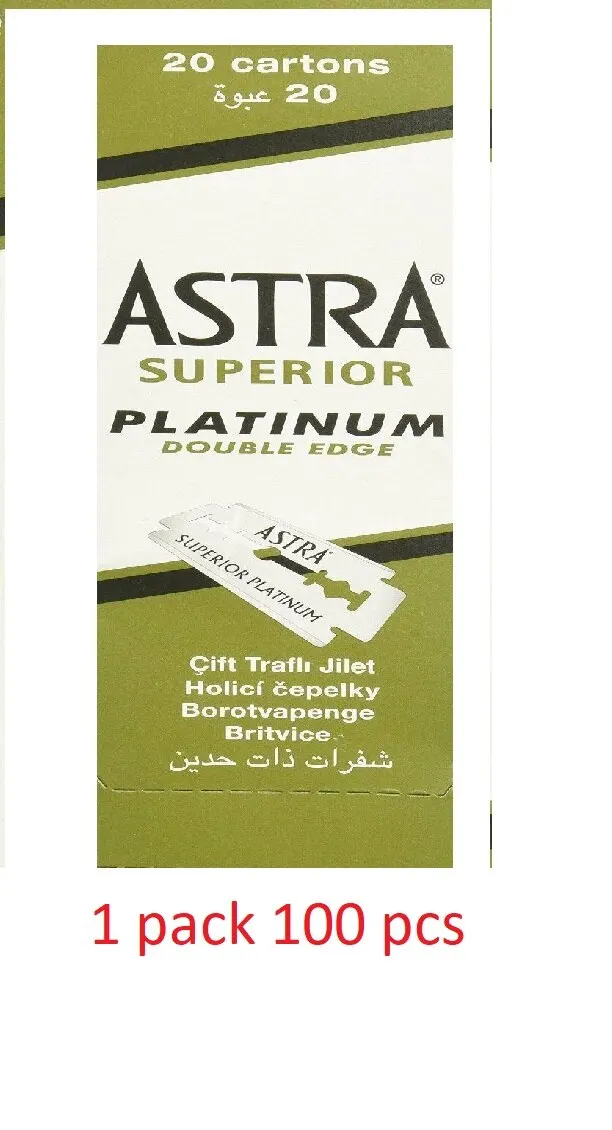 20 cartons
20 عبوة
ASTRA®
SUPERIOR
PLATINUM
DOUBLE EDGE
ASTRA®
SUPERIOR PLATINUM
Çift Traflı Jilet
Holicí čepelky
Borotvapenge
Britvice
شفرات ذات حدين
1 pack 100 pcs